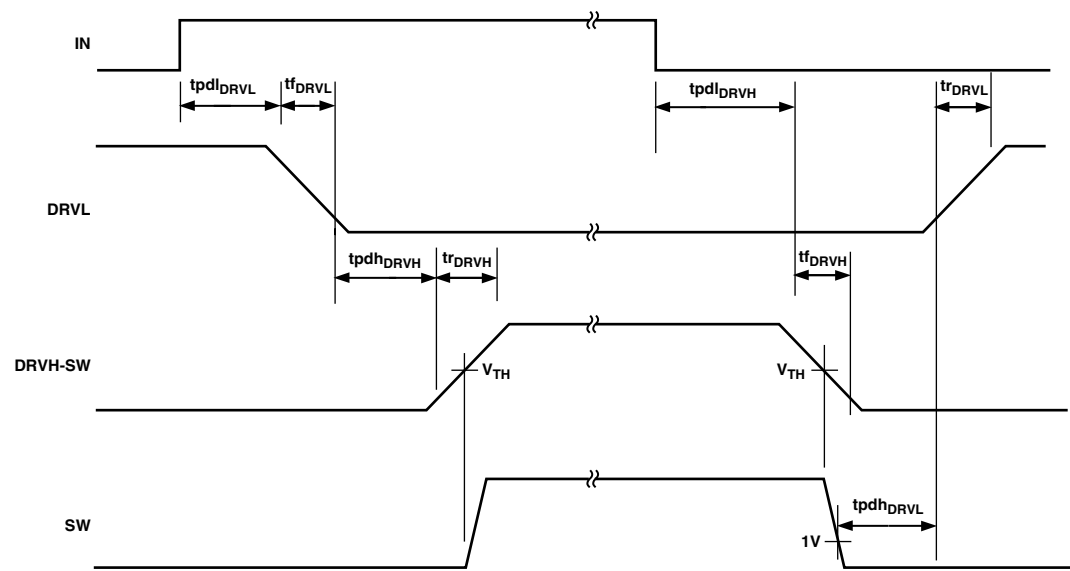 IN
tpdlDRVL
tfDRVL
tpdlDRVH
trDRVL
DRVL
tpdhDRVH
trDRVH
tfDRVH
DRVH-SW
VTH
VTH
SW
tpdhDRVL
1V